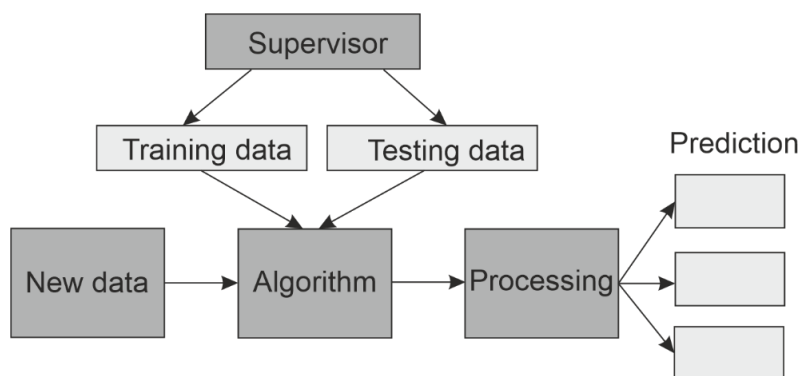 Supervisor
Training data
Testing data
Prediction
New data
Algorithm
Processing